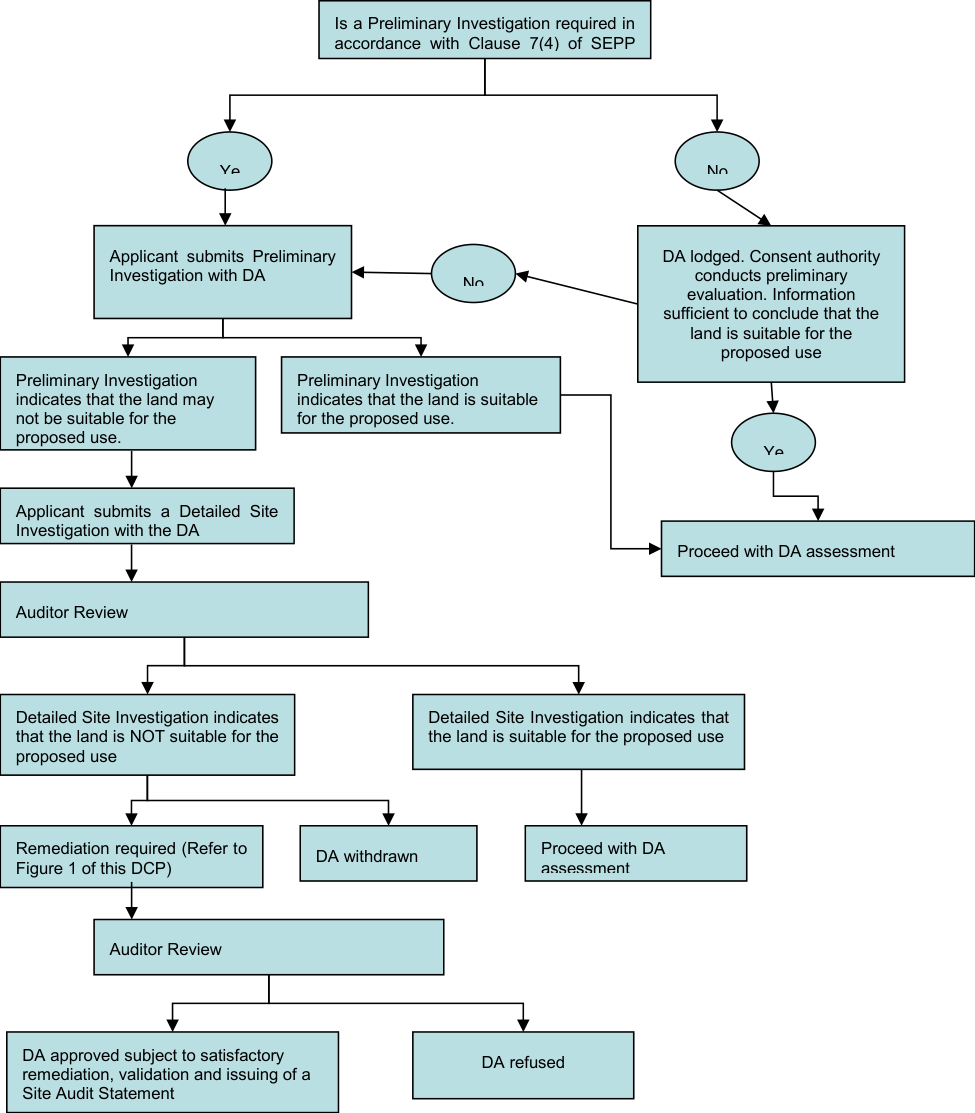 Is a Preliminary Investigation required in
accordance with Clause 7(4) of SEPP
Ye
No
Applicant submits Preliminary
Investigation with DA
No
DA lodged. Consent authority
conducts preliminary
evaluation. Information
sufficient to conclude that the
land is suitable for the
proposed use
Preliminary Investigation
indicates that the land may
not be suitable for the
proposed use.
Preliminary Investigation
indicates that the land is suitable
for the proposed use.
Ye
Applicant submits a Detailed Site
Investigation with the DA
Proceed with DA assessment
Auditor Review
Detailed Site Investigation indicates
that the land is NOT suitable for the
proposed use
Detailed Site Investigation indicates that
the land is suitable for the proposed use
Remediation required (Refer to
Figure 1 of this DCP)
DA withdrawn
Proceed with DA
assessment
Auditor Review
DA approved subject to satisfactory
remediation, validation and issuing of a
Site Audit Statement
DA refused